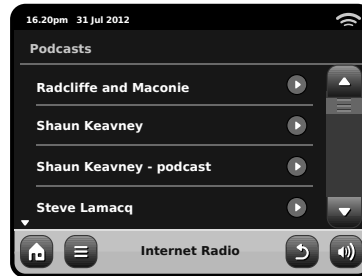 16.20pm 31 Jul 2012
Podcasts
Radcliffe and Maconie
Shaun Keavney
Shaun Keavney - podcast
Steve Lamacq
Internet Radio